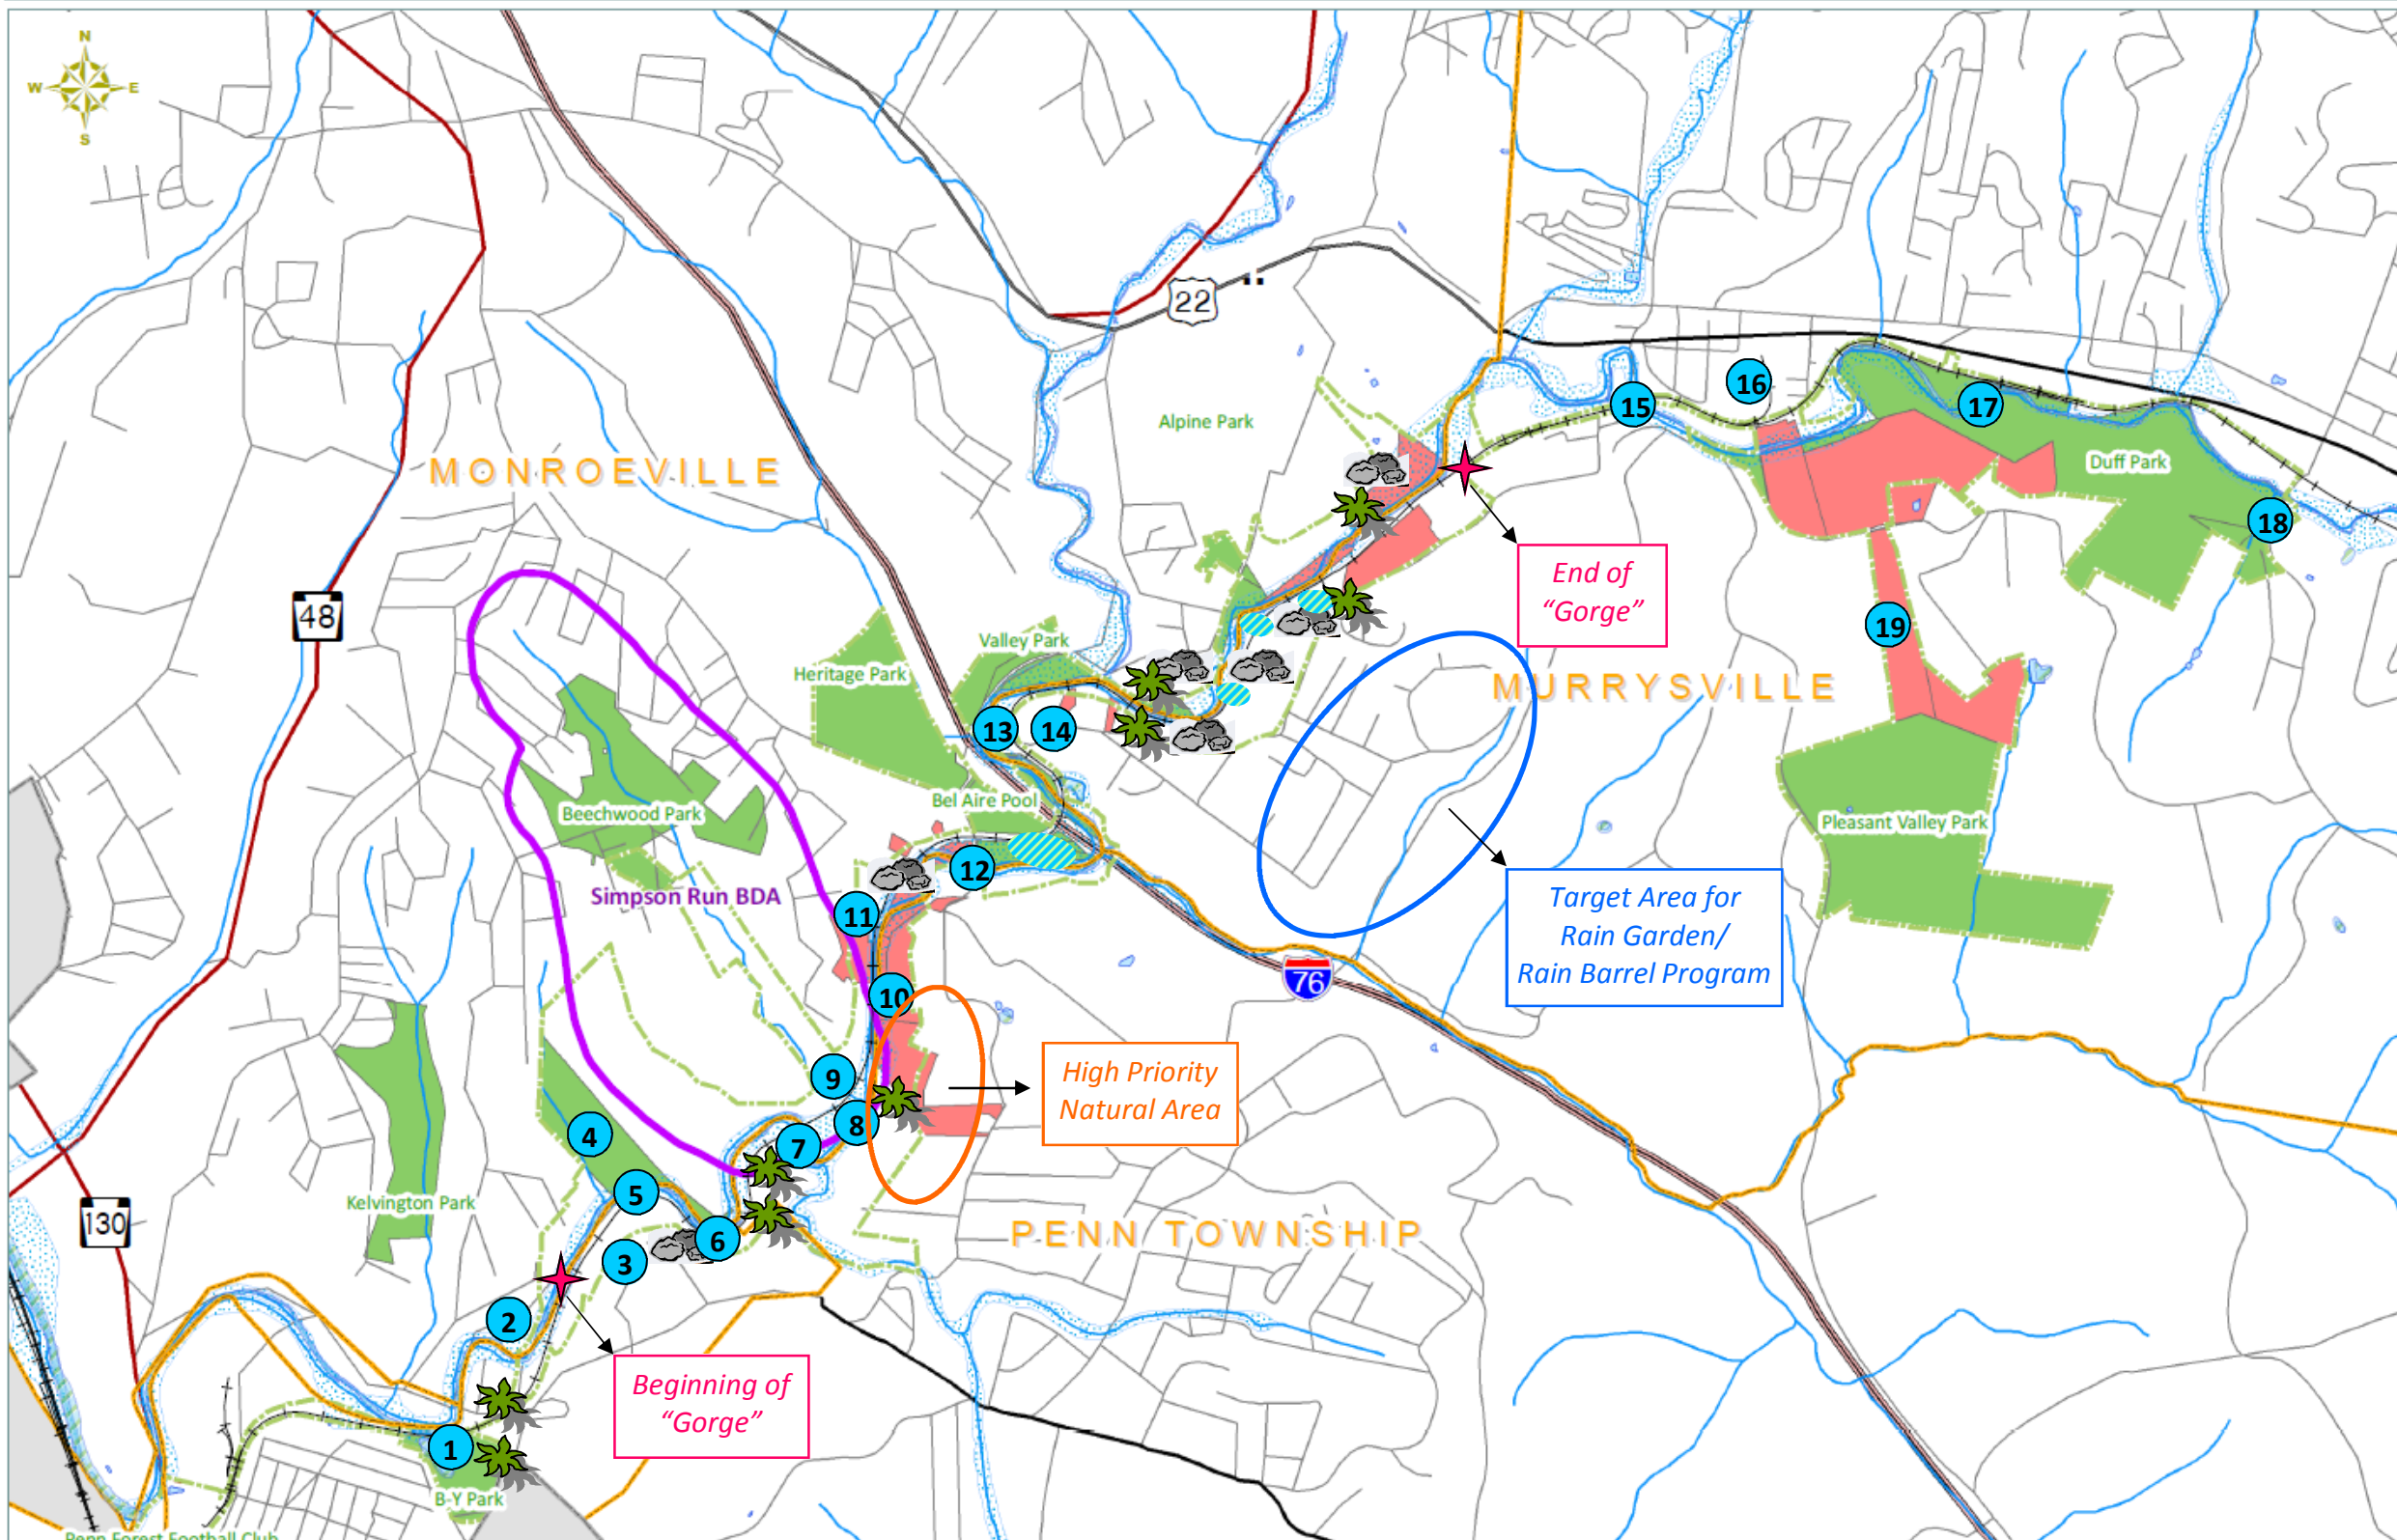 N
W
E
S
22
Alpine Park
15
16
17
Duff Park
18
MONROEVILLE
End of
“Gorge”
48
19
Valley Park
Heritage Park
MURRYSVILLE
13
14
Bel Aire Pool
Beechwood Park
Pleasant Valley Park
12
Simpson Run BDA
11
Target Area for
Rain Garden/
Rain Barrel Program
76
10
9
High Priority
Natural Area
8
4
7
5
Kelvington Park
130
6
3
PENN TOWNSHIP
2
Beginning of
“Gorge”
1
B-Y Park
Penn Forest Football Club